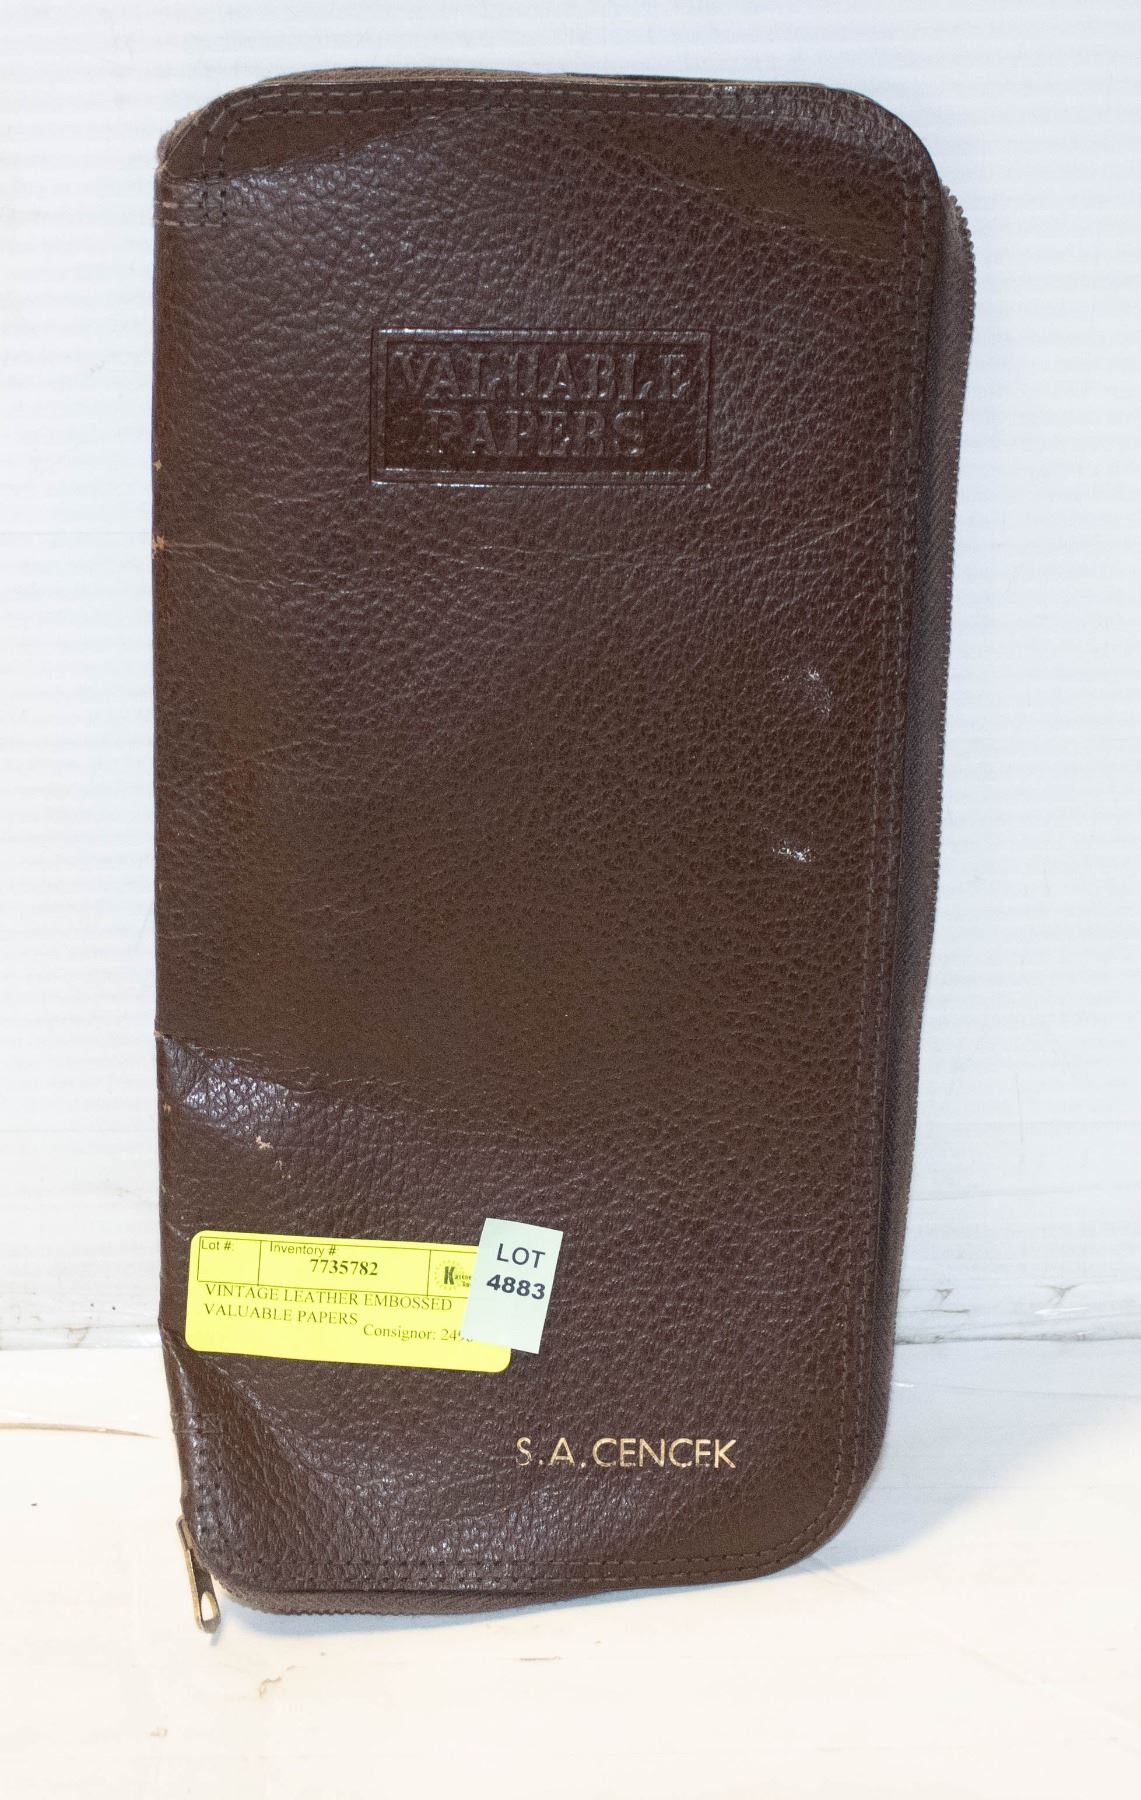 VALUABLE
PAPERS
Lot #:
Inventory #:
7735782
VINTAGE LEATHER EMBOSSED
VALUABLE PAPERS
Consignor:
LOT
4883
S.A.CENCEK